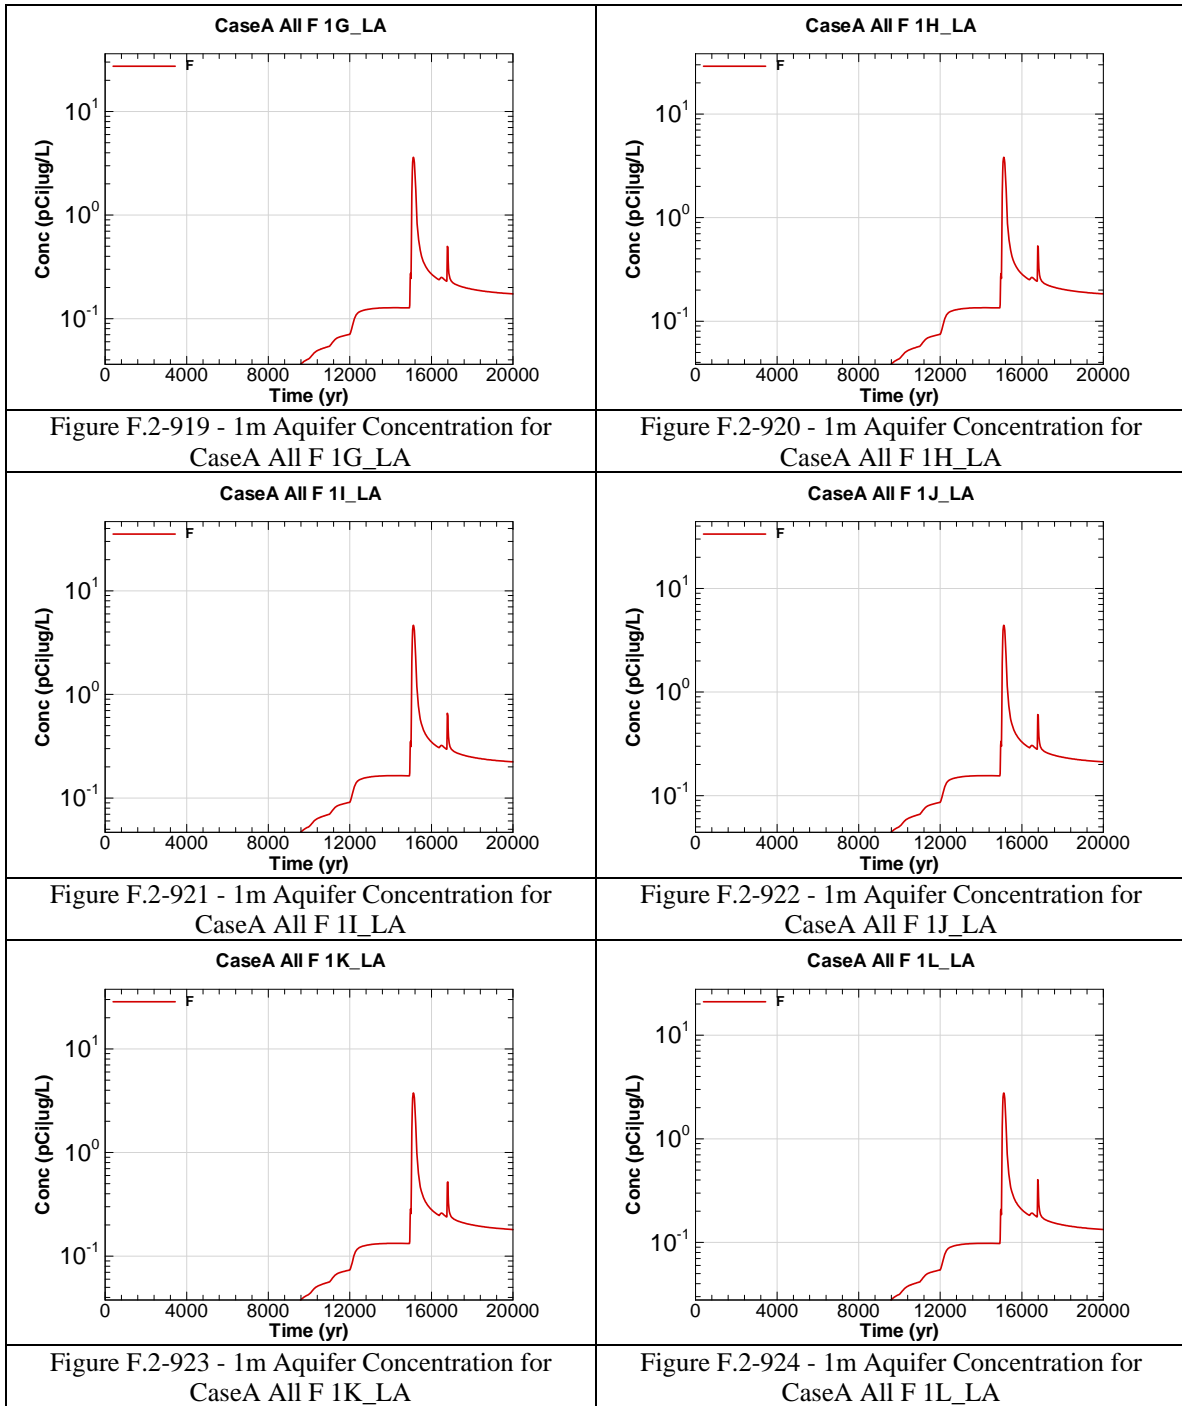 CaseA All F 1G_LA
F
Conc (pCi|ug/L)
10^1
10^0
10^-1
0 4000 8000 12000 16000 20000
Time (yr)
Figure F.2-919 - 1m Aquifer Concentration for
CaseA All F 1G_LA
CaseA All F 1H_LA
F
Conc (pCi|ug/L)
10^1
10^0
10^-1
0 4000 8000 12000 16000 20000
Time (yr)
Figure F.2-920 - 1m Aquifer Concentration for
CaseA All F 1H_LA
CaseA All F 1I_LA
F
Conc (pCi|ug/L)
10^1
10^0
10^-1
0 4000 8000 12000 16000 20000
Time (yr)
Figure F.2-921 - 1m Aquifer Concentration for
CaseA All F 1I_LA
CaseA All F 1J_LA
F
Conc (pCi|ug/L)
10^1
10^0
10^-1
0 4000 8000 12000 16000 20000
Time (yr)
Figure F.2-922 - 1m Aquifer Concentration for
CaseA All F 1J_LA
CaseA All F 1K_LA
F
Conc (pCi|ug/L)
10^1
10^0
10^-1
0 4000 8000 12000 16000 20000
Time (yr)
Figure F.2-923 - 1m Aquifer Concentration for
CaseA All F 1K_LA
CaseA All F 1L_LA
F
Conc (pCi|ug/L)
10^1
10^0
10^-1
0 4000 8000 12000 16000 20000
Time (yr)
Figure F.2-924 - 1m Aquifer Concentration for
CaseA All F 1L_LA